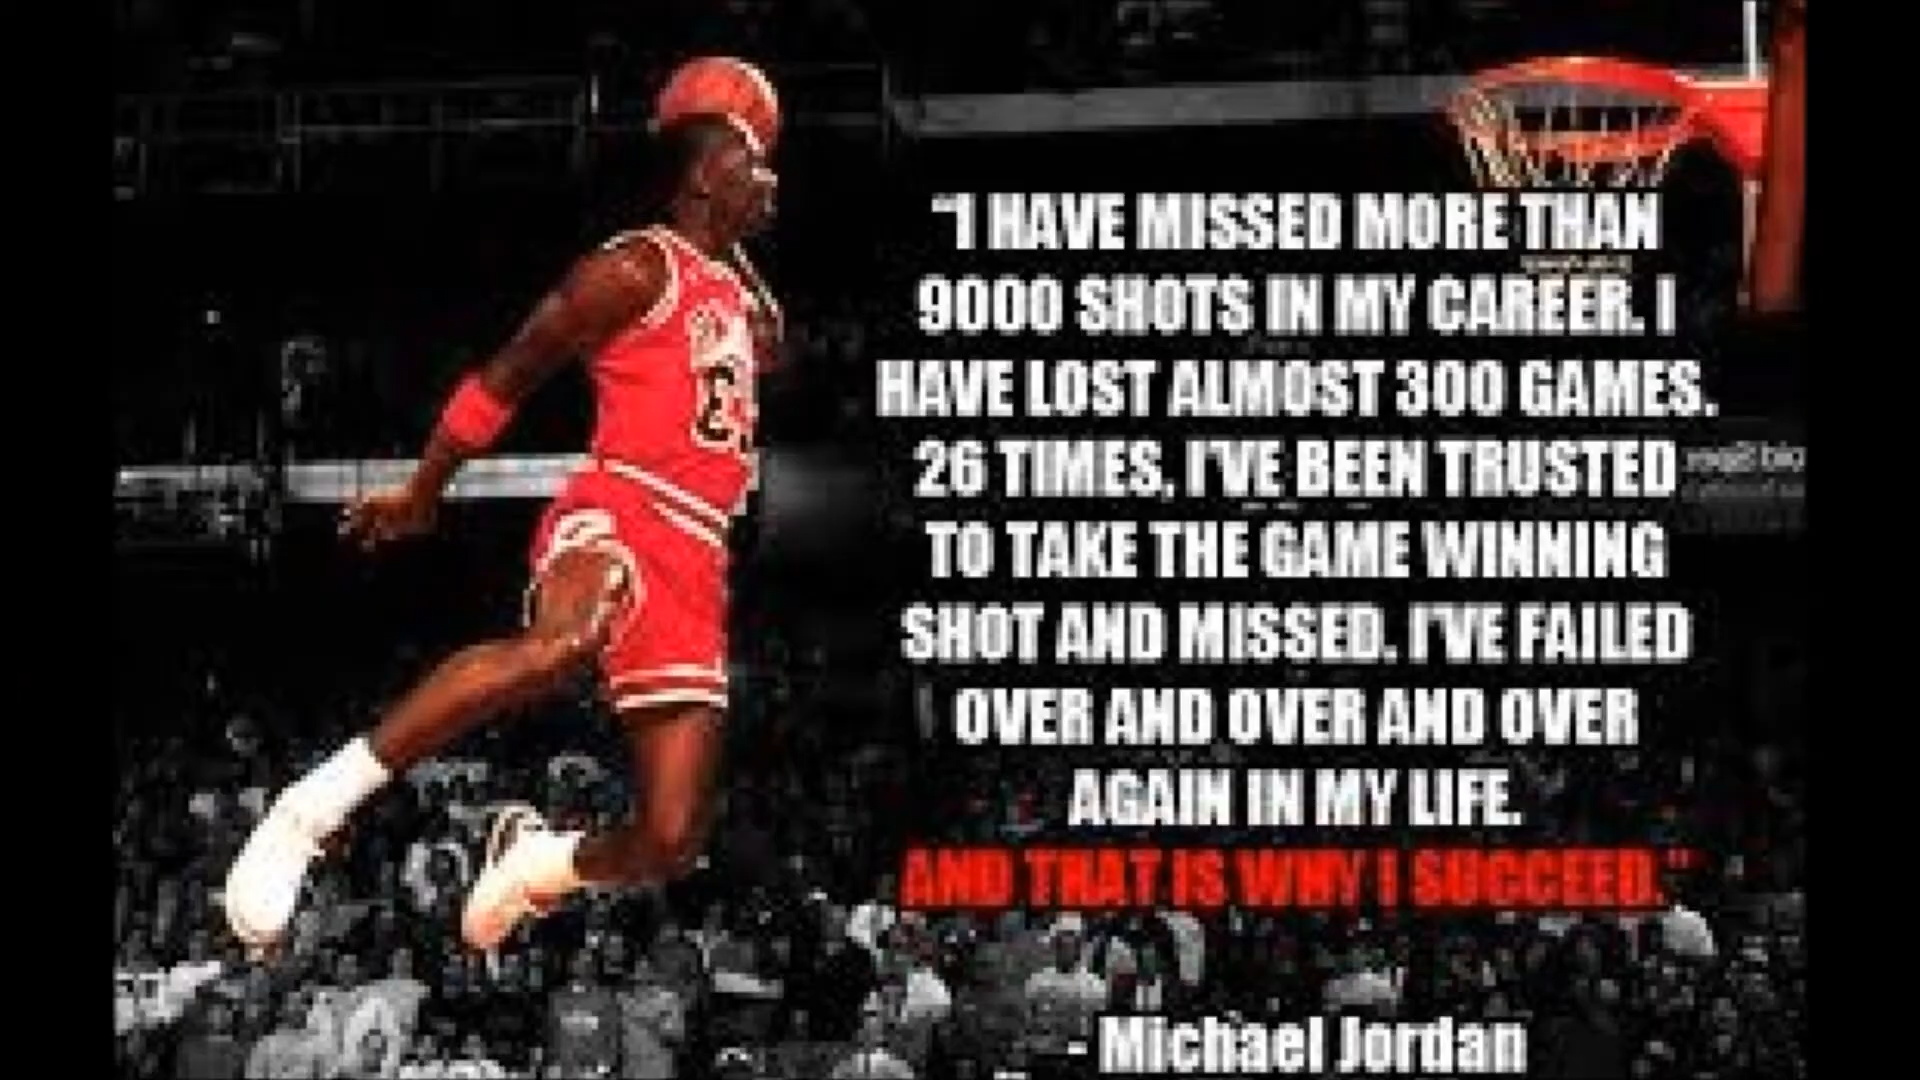 "I HAVE MISSED MORE THAN
9000 SHOTS IN MY CAREER. I
HAVE LOST ALMOST 300 GAMES.
26 TIMES, I'VE BEEN TRUSTED
TO TAKE THE GAME WINNING
SHOT AND MISSED. I'VE FAILED
OVER AND OVER AND OVER
AGAIN IN MY LIFE.
AND THAT IS WHY I SUCCEED."
- Michael Jordan